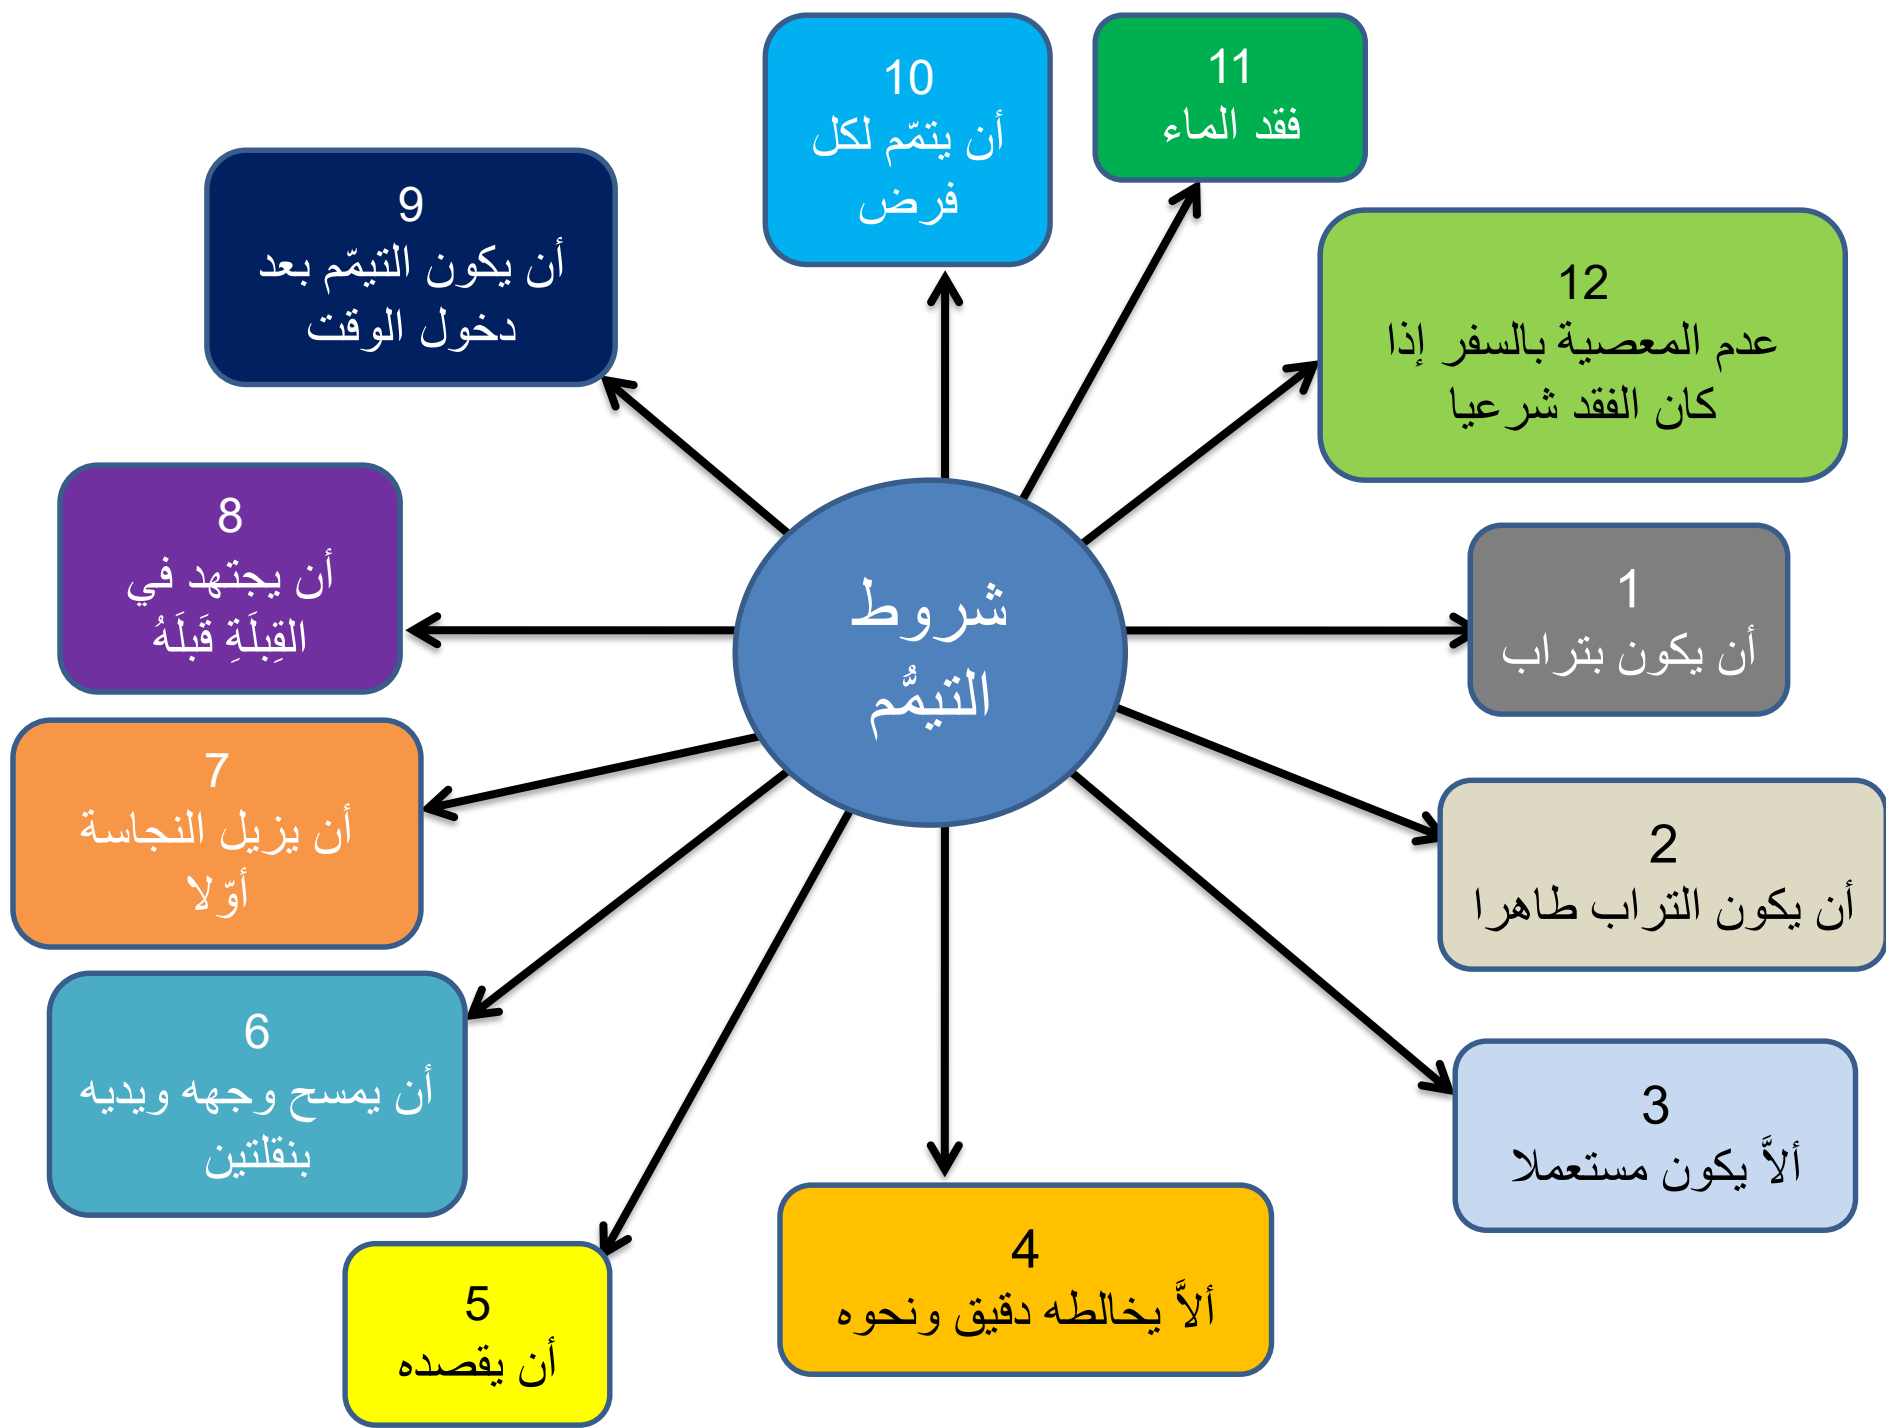 شروط
التيمُّم
1
أن يكون بتراب
2
أن يكون التراب طاهرا
3
ألاَّ يكون مستعملا
4
ألاَّ يخالطه دقيق ونحوه
5
أن يقصده
6
أن يمسح وجهه ويديه
بنقلتين
7
أن يزيل النجاسة
أوّلا
8
أن يجتهد في
القِبلَةِ قَبلَهُ
9
أن يكون التيمّم بعد
دخول الوقت
10
أن يتمّم لكل
فرض
11
فقد الماء
12
عدم المعصية بالسفر إذا
كان الفقد شرعيا